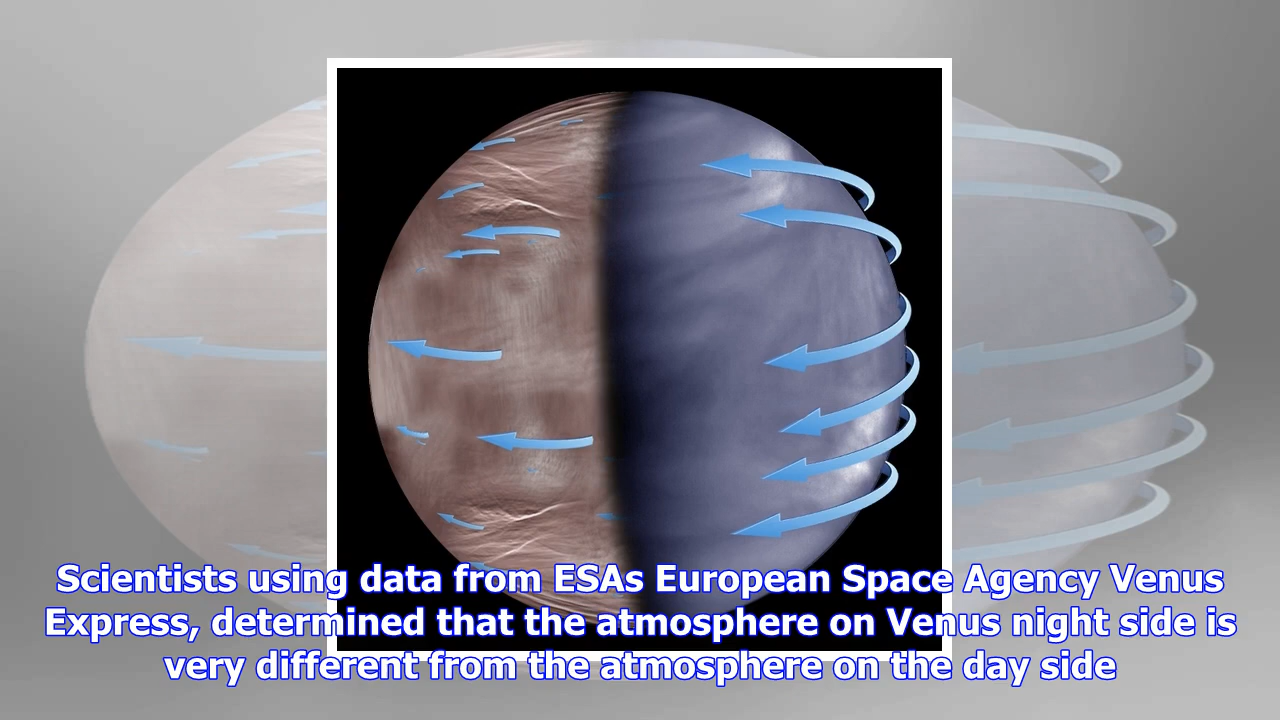 Scientists using data from ESAs European Space Agency Venus
Express, determined that the atmosphere on Venus night side is
very different from the atmosphere on the day side